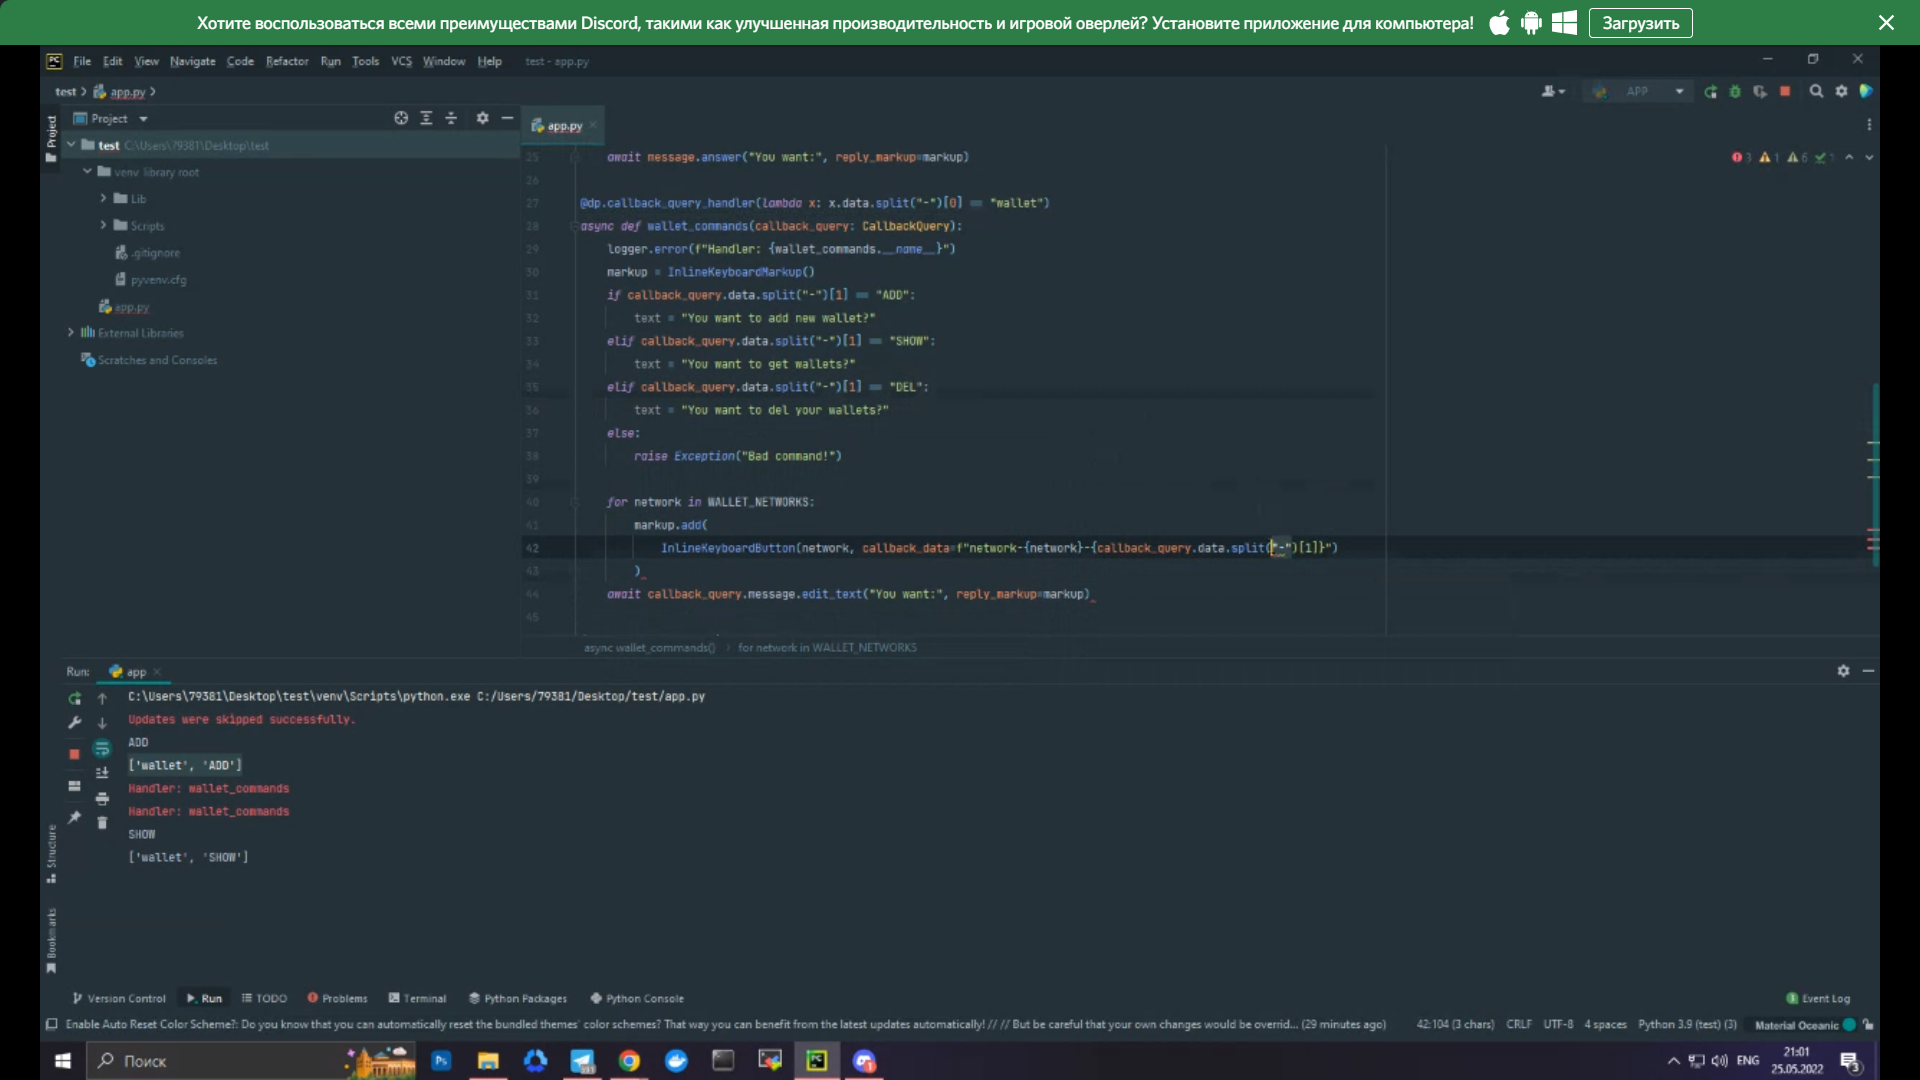 Хотите воспользоваться всеми преимуществами Discord, такими как улучшенная производительность и игровой оверлей? Установите приложение для компьютера! Загрузить
File Edit View Navigate Code Refactor Run Tools VCS Window Help test - app.py
test app.py APP
Project
app.py
test C:\Users\79381\Desktop\test
venv library root
Lib
Scripts
.gitignore
pyvenv.cfg
app.py
External Libraries
Scratches and Consoles
Project
Structure
Bookmarks
3 1 6 1
25 await message.answer("You want:", reply_markup=markup)
26
27 @dp.callback_query_handler(lambda x: x.data.split("-")[0] == "wallet")
28 async def wallet_commands(callback_query: CallbackQuery):
29 logger.error(f"Handler: {wallet_commands.__name__}")
30 markup = InlineKeyboardMarkup()
31 if callback_query.data.split("-")[1] == "ADD":
32 text = "You want to add new wallet?"
33 elif callback_query.data.split("-")[1] == "SHOW":
34 text = "You want to get wallets?"
35 elif callback_query.data.split("-")[1] == "DEL":
36 text = "You want to del your wallets?"
37 else:
38 raise Exception("Bad command!")
39
40 for network in WALLET_NETWORKS:
41 markup.add(
42 InlineKeyboardButton(network, callback_data=f"network-{network}-{callback_query.data.split("-")[1]}")
43 )
44 await callback_query.message.edit_text("You want:", reply_markup=markup)
45
async wallet_commands() › for network in WALLET_NETWORKS
Run: app
C:\Users\79381\Desktop\test\venv\Scripts\python.exe C:/Users/79381/Desktop/test/app.py
Updates were skipped successfully.
ADD
['wallet', 'ADD']
Handler: wallet_commands
Handler: wallet_commands
SHOW
['wallet', 'SHOW']
Version Control Run TODO Problems Terminal Python Packages Python Console 1 Event Log
Enable Auto Reset Color Scheme?: Do you know that you can automatically reset the bundled themes' color schemes? That way you can benefit from the latest updates automatically! // // But be careful that your own changes would be overrid... (29 minutes ago) 42:104 (3 chars) CRLF UTF-8 4 spaces Python 3.9 (test) (3) Material Oceanic
Поиск
Ps
PC
ENG
21:01
25.05.2022
3